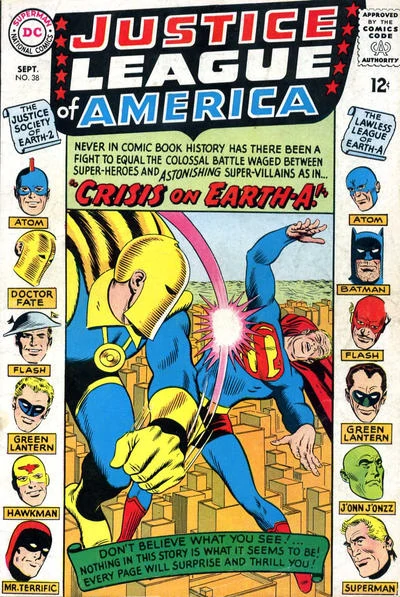 SUPERMAN
DC
NATIONAL COMICS
SEPT.
NO. 38
JUSTICE
LEAGUE
of AMERICA
APPROVED
BY THE
COMICS
CODE
CA
AUTHORITY
12¢
THE
JUSTICE
SOCIETY
OF
EARTH-2
THE
LAWLESS
LEAGUE
OF
EARTH-A
NEVER IN COMIC BOOK HISTORY HAS THERE BEEN A
FIGHT TO EQUAL THE COLOSSAL BATTLE WAGED BETWEEN
SUPER-HEROES AND ASTONISHING SUPER-VILLAINS AS IN...
"CRISIS ON EARTH-A!"
ATOM
DOCTOR
FATE
FLASH
GREEN
LANTERN
HAWKMAN
MR. TERRIFIC
ATOM
BATMAN
FLASH
GREEN
LANTERN
J'ONN J'ONZZ
SUPERMAN
S
DON'T BELIEVE WHAT YOU SEE!...
NOTHING IN THIS STORY IS WHAT IT SEEMS TO BE!
EVERY PAGE WILL SURPRISE AND THRILL YOU!